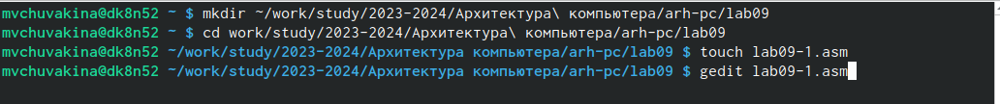 mvchuvakina@dk8n52 ~ $ mkdir ~/work/study/2023-2024/Архитектура\ компьютера/arh-pc/lab09
mvchuvakina@dk8n52 ~ $ cd work/study/2023-2024/Архитектура\ компьютера/arh-pc/lab09
mvchuvakina@dk8n52 ~/work/study/2023-2024/Архитектура компьютера/arh-pc/lab09 $ touch lab09-1.asm
mvchuvakina@dk8n52 ~/work/study/2023-2024/Архитектура компьютера/arh-pc/lab09 $ gedit lab09-1.asm